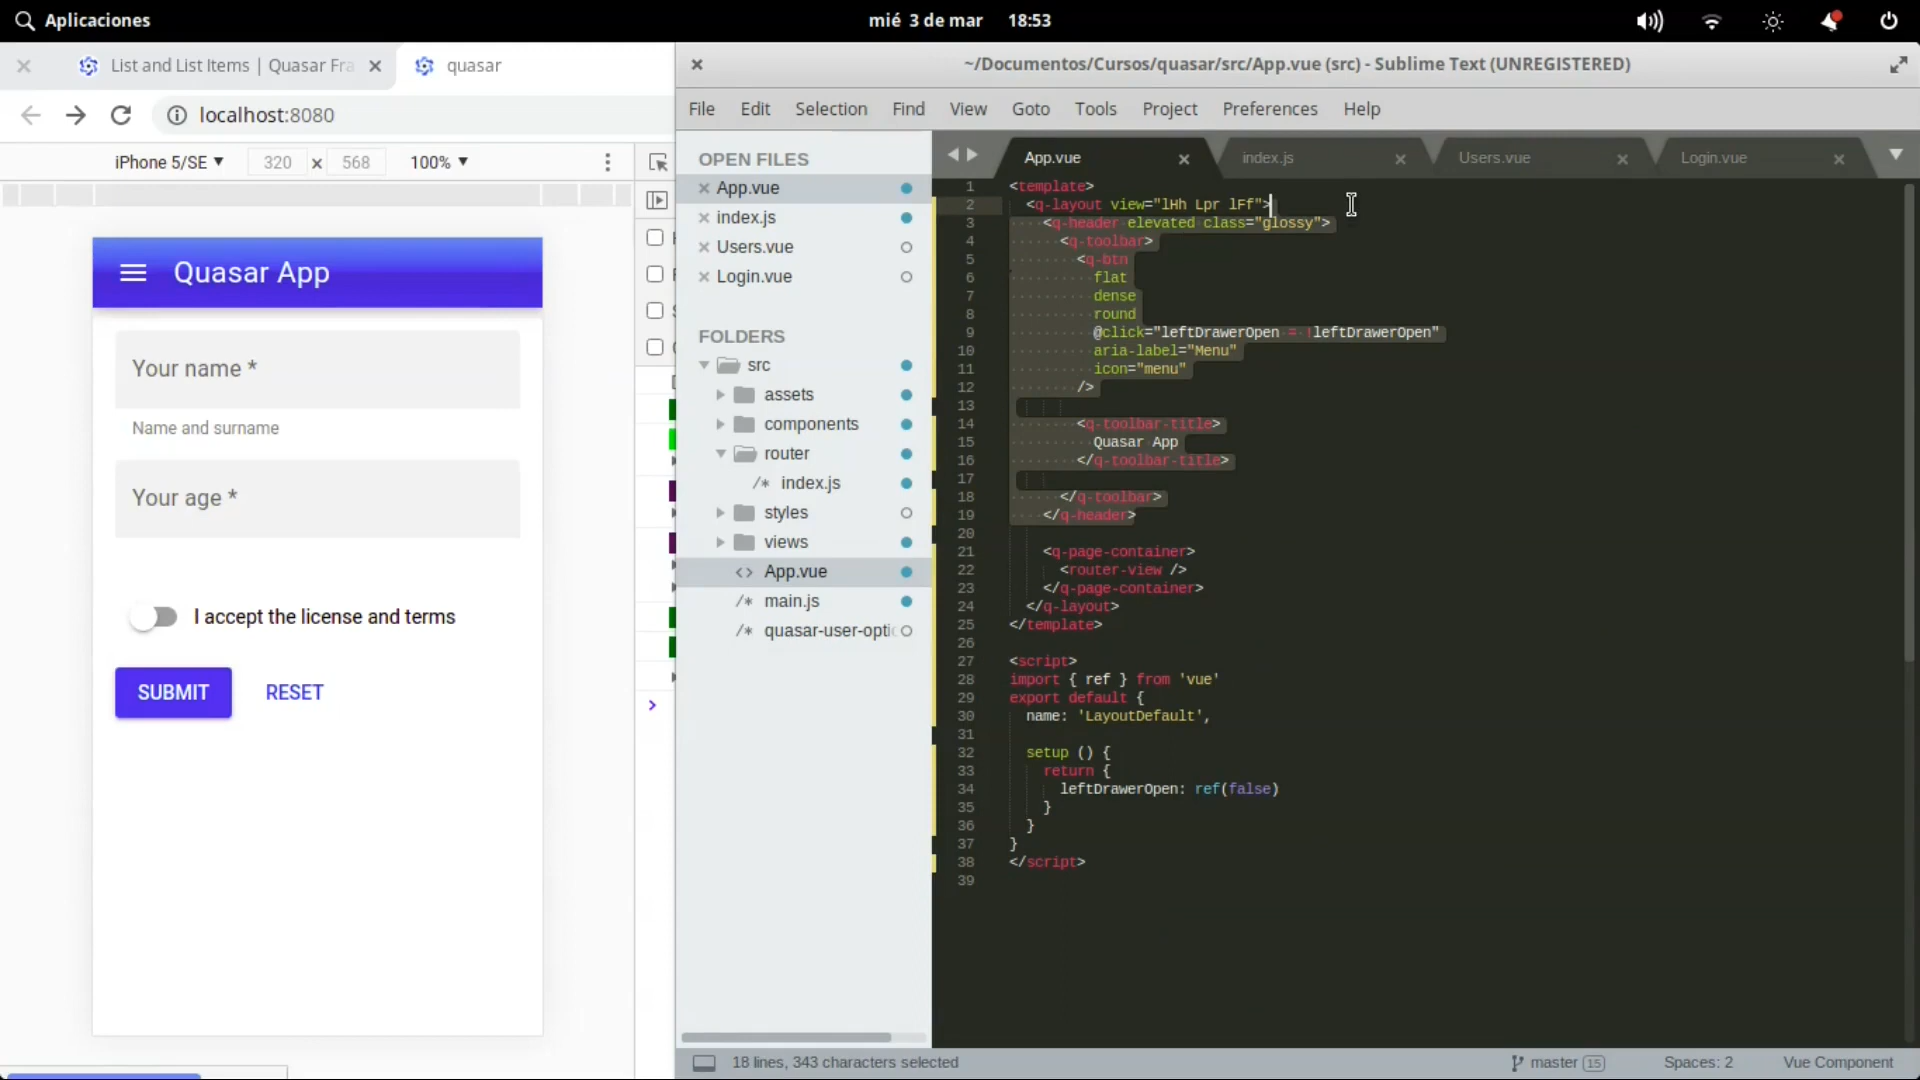 Aplicaciones
mié 3 de mar 18:53
List and List Items | Quasar Fra
quasar
localhost:8080
iPhone 5/SE ▼ 320 × 568 100% ▼
Quasar App
Your name *
Name and surname
Your age *
I accept the license and terms
SUBMIT RESET
~/Documentos/Cursos/quasar/src/App.vue (src) - Sublime Text (UNREGISTERED)
File Edit Selection Find View Goto Tools Project Preferences Help
OPEN FILES
App.vue
index.js
Users.vue
Login.vue
FOLDERS
src
assets
components
router
/* index.js
styles
views
<> App.vue
/* main.js
/* quasar-user-optic
App.vue index.js Users.vue Login.vue
1 <template>
2 <q-layout view="lHh Lpr lFf">
3 <q-header elevated class="glossy">
4 <q-toolbar>
5 <q-btn
6 flat
7 dense
8 round
9 @click="leftDrawerOpen = !leftDrawerOpen"
10 aria-label="Menu"
11 icon="menu"
12 />
13
14 <q-toolbar-title>
15 Quasar App
16 </q-toolbar-title>
17
18 </q-toolbar>
19 </q-header>
20
21 <q-page-container>
22 <router-view />
23 </q-page-container>
24 </q-layout>
25 </template>
26
27 <script>
28 import { ref } from 'vue'
29 export default {
30 name: 'LayoutDefault',
31
32 setup () {
33 return {
34 leftDrawerOpen: ref(false)
35 }
36 }
37 }
38 </script>
39
18 lines, 343 characters selected
master 15 Spaces: 2 Vue Component